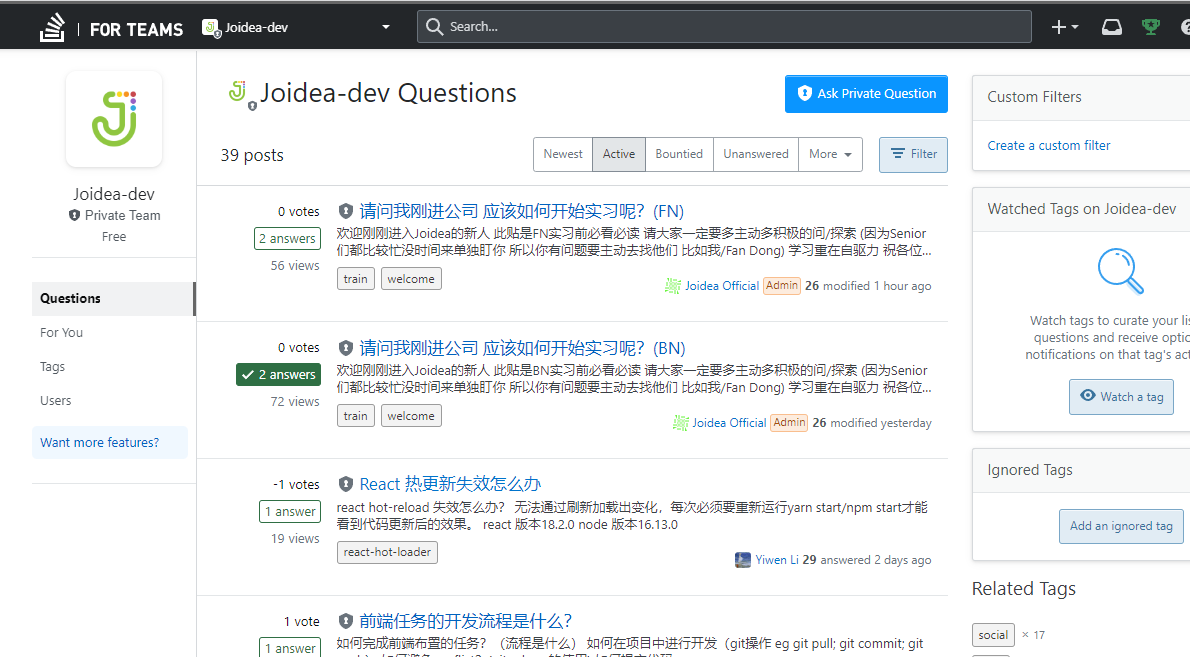 FOR TEAMS Joidea-dev Search...
Joidea-dev
Private Team
Free
Questions
For You
Tags
Users
Want more features?
Joidea-dev Questions
Ask Private Question
39 posts
Newest Active Bountied Unanswered More Filter
0 votes
2 answers
56 views
请问我刚进公司 应该如何开始实习呢？(FN)
欢迎刚刚进入Joidea的新人 此贴是FN实习前必看必读 请大家一定要多主动多积极的问/探索 (因为Senior
们都比较忙没时间来单独盯你 所以你有问题要主动去找他们 比如我/Fan Dong) 学习重在自驱力 祝各位...
train welcome
Joidea Official Admin 26 modified 1 hour ago
0 votes
2 answers
72 views
请问我刚进公司 应该如何开始实习呢？(BN)
欢迎刚刚进入Joidea的新人 此贴是BN实习前必看必读 请大家一定要多主动多积极的问/探索 (因为Senior
们都比较忙没时间来单独盯你 所以你有问题要主动去找他们 比如我/Fan Dong) 学习重在自驱力 祝各位...
train welcome
Joidea Official Admin 26 modified yesterday
-1 votes
1 answer
19 views
React 热更新失效怎么办
react hot-reload 失效怎么办？ 无法通过刷新加载出变化，每次必须要重新运行yarn start/npm start才能
看到代码更新后的效果。 react 版本18.2.0 node 版本16.13.0
react-hot-loader
Yiwen Li 29 answered 2 days ago
1 vote
1 answer
前端任务的开发流程是什么？
如何完成前端布置的任务？（流程是什么） 如何在项目中进行开发（git操作 eg git pull; git commit; git
Custom Filters
Create a custom filter
Watched Tags on Joidea-dev
Watch tags to curate your lis
questions and receive optic
notifications on that tag's act
Watch a tag
Ignored Tags
Add an ignored tag
Related Tags
social × 17